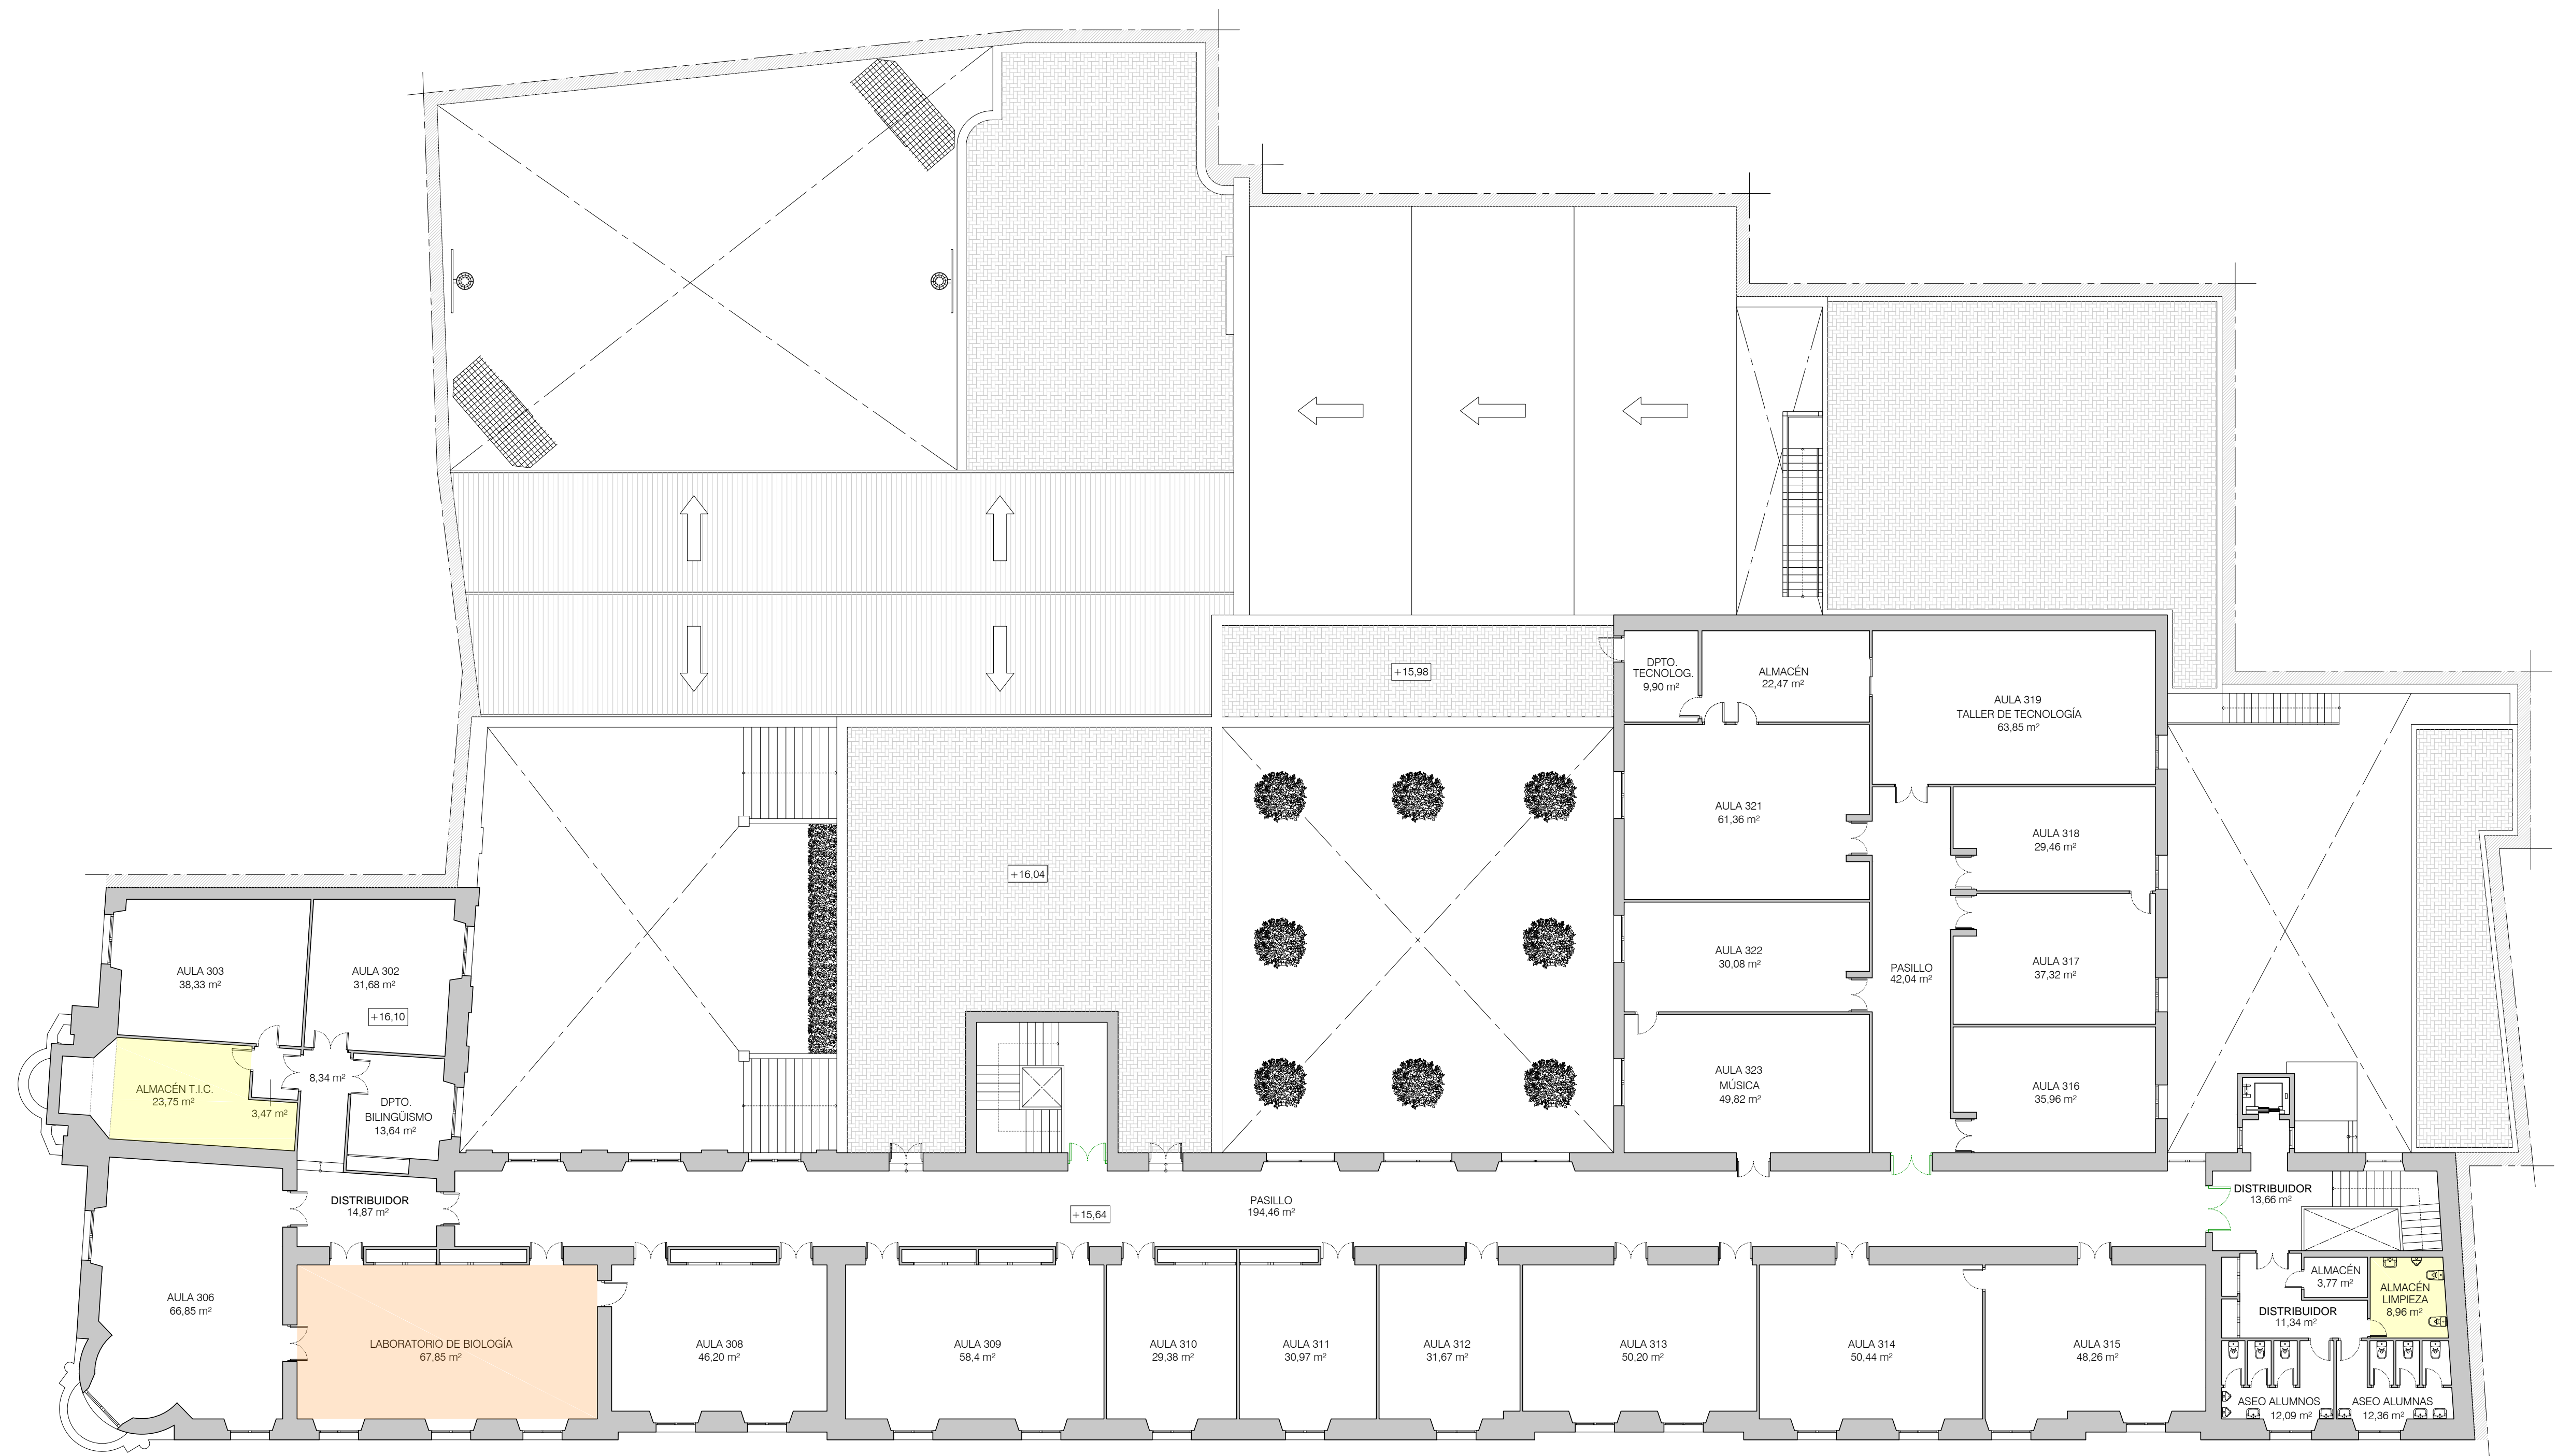 +15,98
DPTO.
TECNOLOG.
9,90 m²
ALMACÉN
22,47 m²
AULA 319
TALLER DE TECNOLOGÍA
63,85 m²
AULA 321
61,36 m²
AULA 318
29,46 m²
+16,04
AULA 303
38,33 m²
AULA 302
31,68 m²
+16,10
AULA 322
30,08 m²
PASILLO
42,04 m²
AULA 317
37,32 m²
ALMACÉN T.I.C.
23,75 m²
3,47 m²
8,34 m²
DPTO.
BILINGÜISMO
13,64 m²
AULA 323
MÚSICA
49,82 m²
AULA 316
35,96 m²
DISTRIBUIDOR
14,87 m²
+15,64
PASILLO
194,46 m²
DISTRIBUIDOR
13,66 m²
AULA 306
66,85 m²
LABORATORIO DE BIOLOGÍA
67,85 m²
AULA 308
46,20 m²
AULA 309
58,4 m²
AULA 310
29,38 m²
AULA 311
30,97 m²
AULA 312
31,67 m²
AULA 313
50,20 m²
AULA 314
50,44 m²
AULA 315
48,26 m²
ALMACÉN
3,77 m²
ALMACÉN
LIMPIEZA
8,96 m²
DISTRIBUIDOR
11,34 m²
ASEO ALUMNOS
12,09 m²
ASEO ALUMNAS
12,36 m²